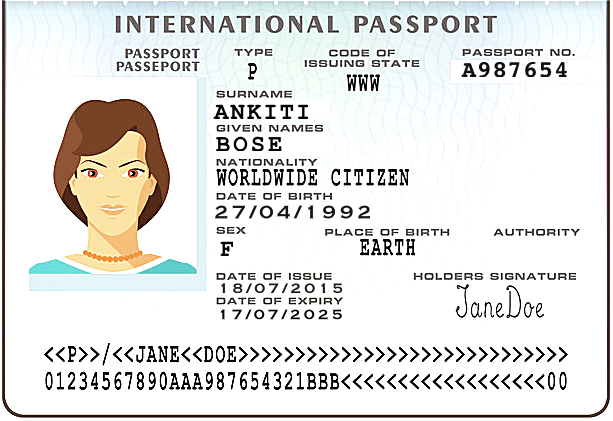 INTERNATIONAL PASSPORT
PASSPORT TYPE CODE OF PASSPORT NO.
PASSEPORT P ISSUING STATE A987654
WWW
SURNAME
ANKITI
GIVEN NAMES
BOSE
NATIONALITY
WORLDWIDE CITIZEN
DATE OF BIRTH
27/04/1992
SEX PLACE OF BIRTH AUTHORITY
F EARTH
DATE OF ISSUE HOLDERS SIGNATURE
18/07/2015 JaneDoe
DATE OF EXPIRY
17/07/2025
<<P>>/<<JANE<<DOE>>>>>>>>>>>>>>>>>>>>>>>>>>>>>
01234567890AAA987654321BBB<<<<<<<<<<<<<<<<<<00